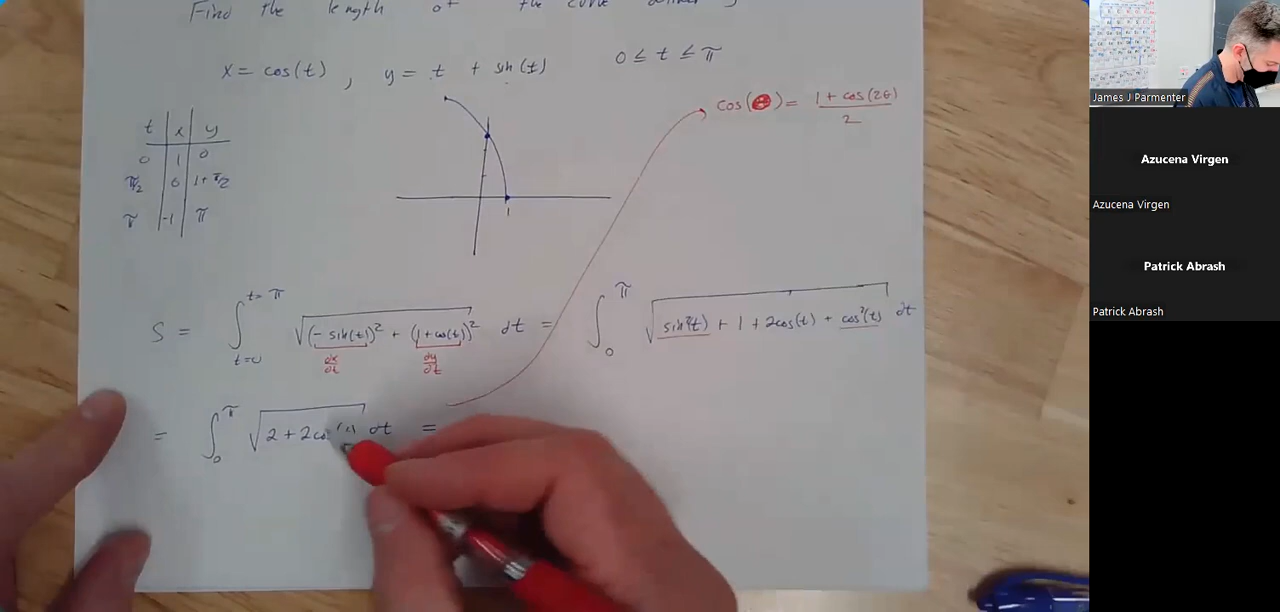 Find the length of the curve
x = cos(t) , y = t + sin(t) 0 ≤ t ≤ π
cos( )= 1 + cos(2θ) / 2
t x y
0 1 0
π/2 0 1+π/2
π -1 π
1
S = ∫ t=0 t=π √(-sin(t))² + (1+cos(t))² dt = ∫ 0 π √sin²(t) + 1 + 2cos(t) + cos²(t) dt
dx/dt dy/dt
= ∫ 0 π √2 + 2cos dt =
James J Parmenter
Azucena Virgen
Azucena Virgen
Patrick Abrash
Patrick Abrash